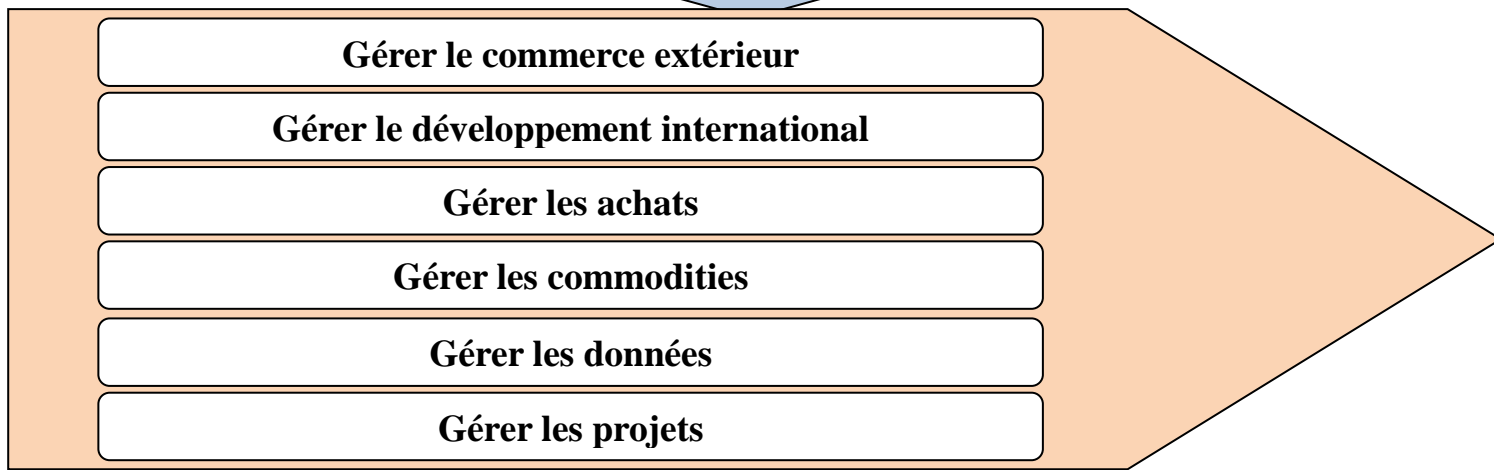 Gérer le commerce extérieur
Gérer le développement international
Gérer les achats
Gérer les commodities
Gérer les données
Gérer les projets